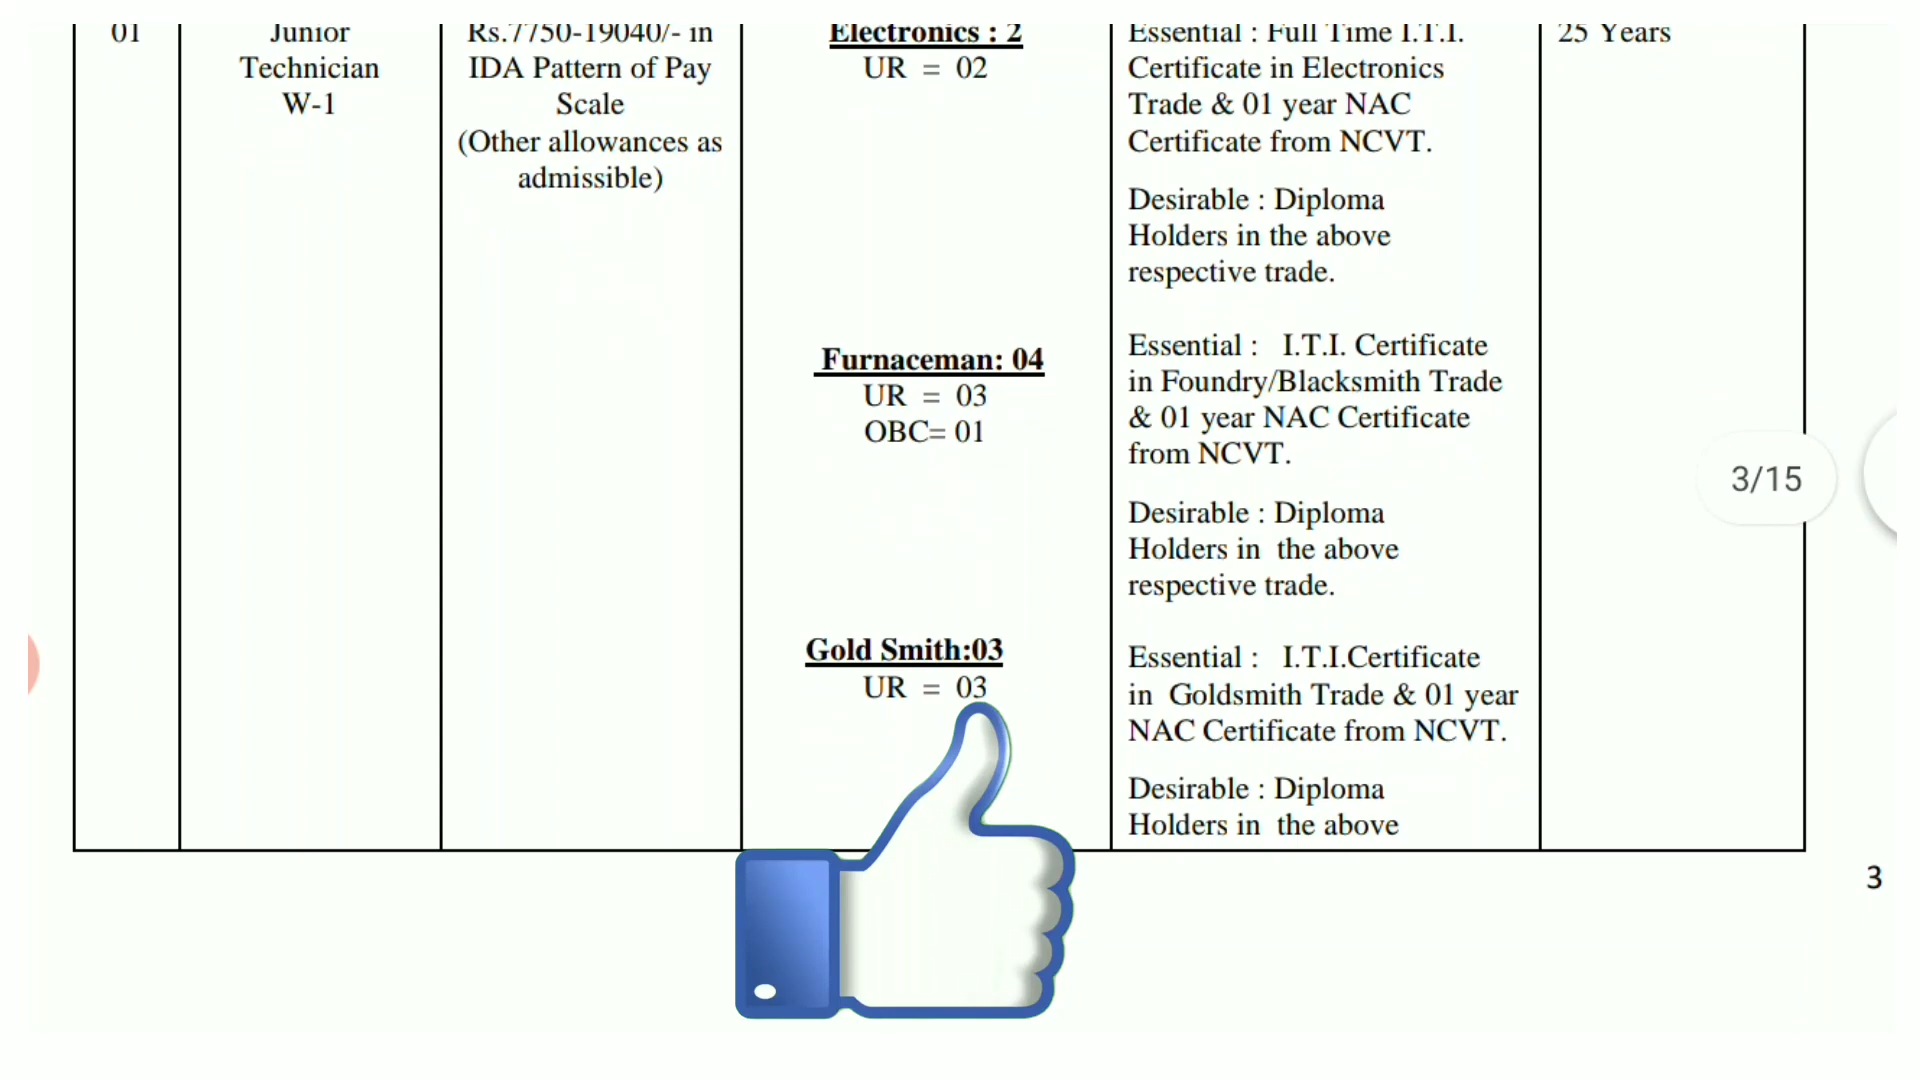 01
Junior
Technician
W-1
Rs.7750-19040/- in
IDA Pattern of Pay
Scale
(Other allowances as
admissible)
Electronics : 2
UR = 02
Furnaceman: 04
UR = 03
OBC= 01
Gold Smith:03
UR = 03
Essential : Full Time I.T.I.
Certificate in Electronics
Trade & 01 year NAC
Certificate from NCVT.
Desirable : Diploma
Holders in the above
respective trade.
Essential : I.T.I. Certificate
in Foundry/Blacksmith Trade
& 01 year NAC Certificate
from NCVT.
Desirable : Diploma
Holders in the above
respective trade.
Essential : I.T.I.Certificate
in Goldsmith Trade & 01 year
NAC Certificate from NCVT.
Desirable : Diploma
Holders in the above
25 Years
3/15
3